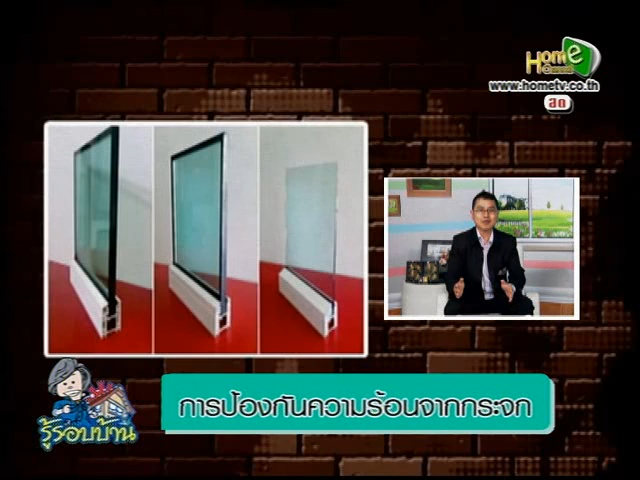 Home
www.hometv.co.th
สด
การป้องกันความร้อนจากกระจก
รู้รอบบ้าน